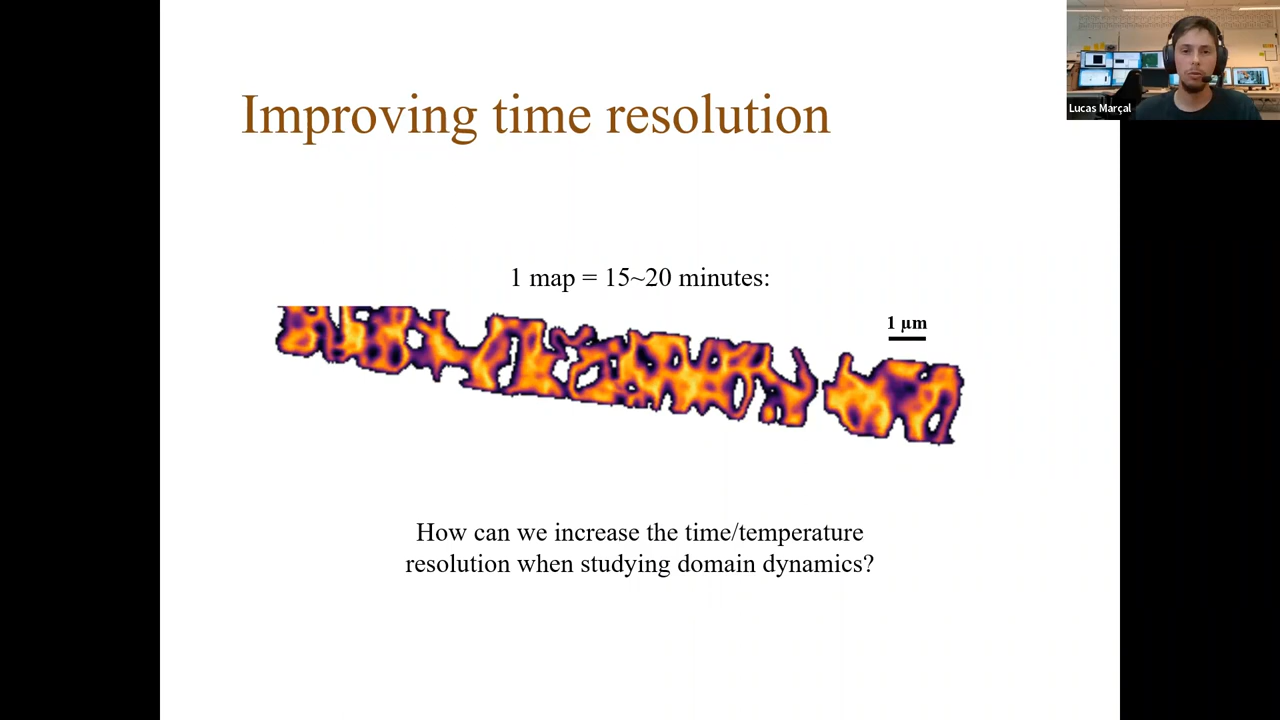 Improving time resolution
Lucas Marçal
1 map = 15~20 minutes:
1 µm
How can we increase the time/temperature
resolution when studying domain dynamics?